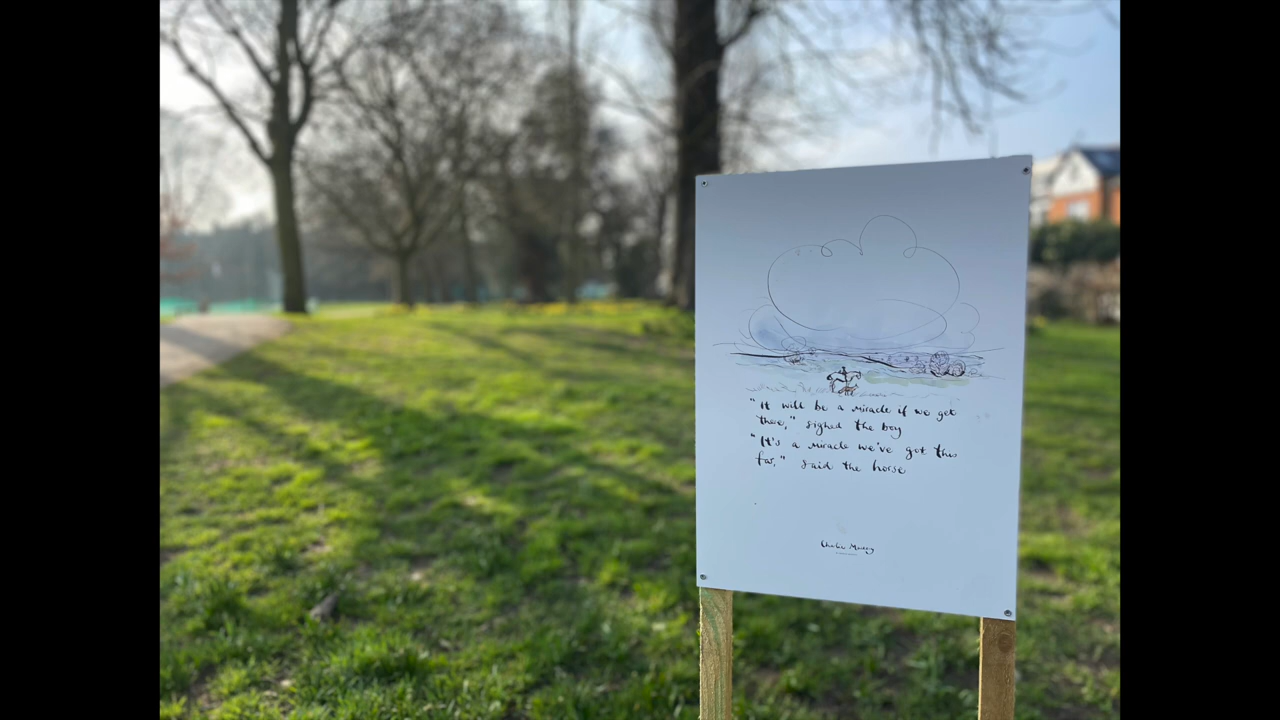 "It will be a miracle if we get
there," sighed the boy
"It's a miracle we've got this
far," said the horse
Charlie Mackesy